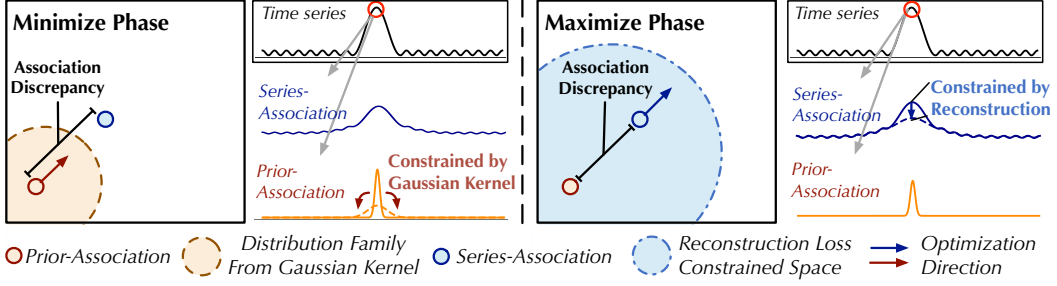 Minimize Phase
Association
Discrepancy
Time series
Series-
Association
Prior-
Association
Constrained by
Gaussian Kernel
Maximize Phase
Association
Discrepancy
Time series
Series-
Association
Constrained by
Reconstruction
Prior-
Association
Prior-Association
Distribution Family
From Gaussian Kernel
Series-Association
Reconstruction Loss
Constrained Space
Optimization
Direction